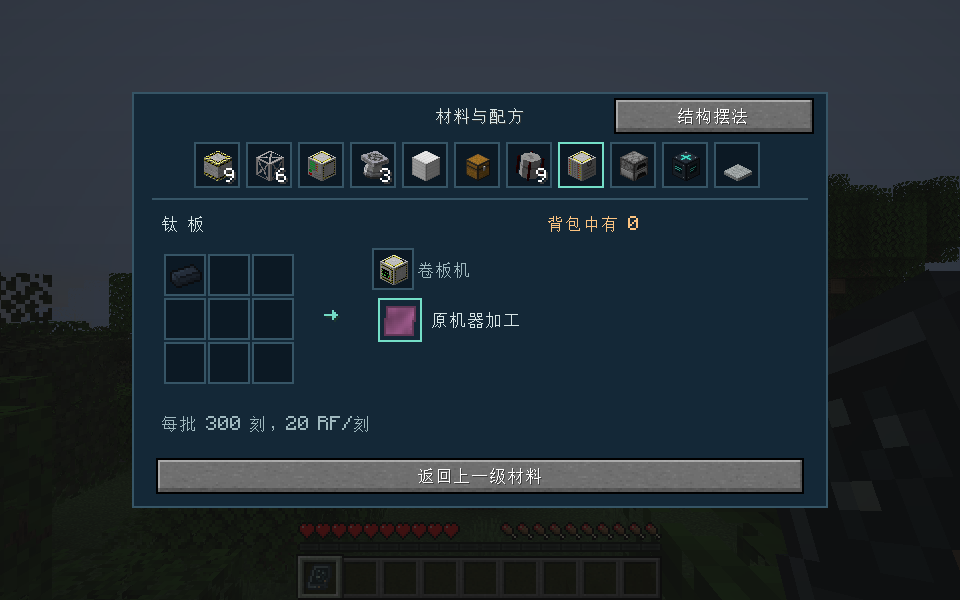 材料与配方
结构摆法
9
6
3
9
钛 板
背包中有 0
卷板机
原机器加工
每批 300 刻，20 RF/刻
返回上一级材料